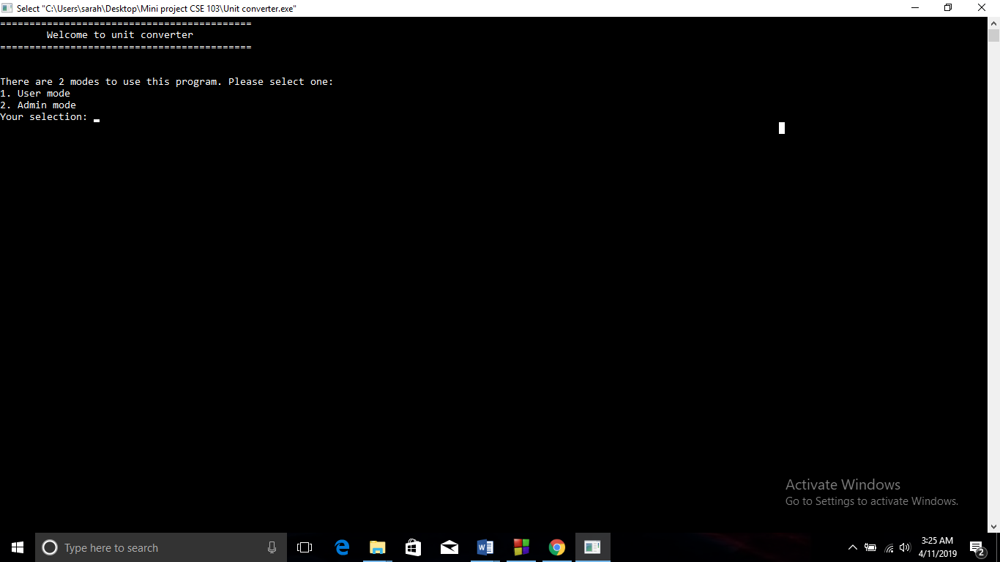 Select "C:\Users\sarah\Desktop\Mini project CSE 103\Unit converter.exe"
===========================================
Welcome to unit converter
===========================================
There are 2 modes to use this program. Please select one:
1. User mode
2. Admin mode
Your selection:
Activate Windows
Go to Settings to activate Windows.
Type here to search
3:25 AM
4/11/2019
2